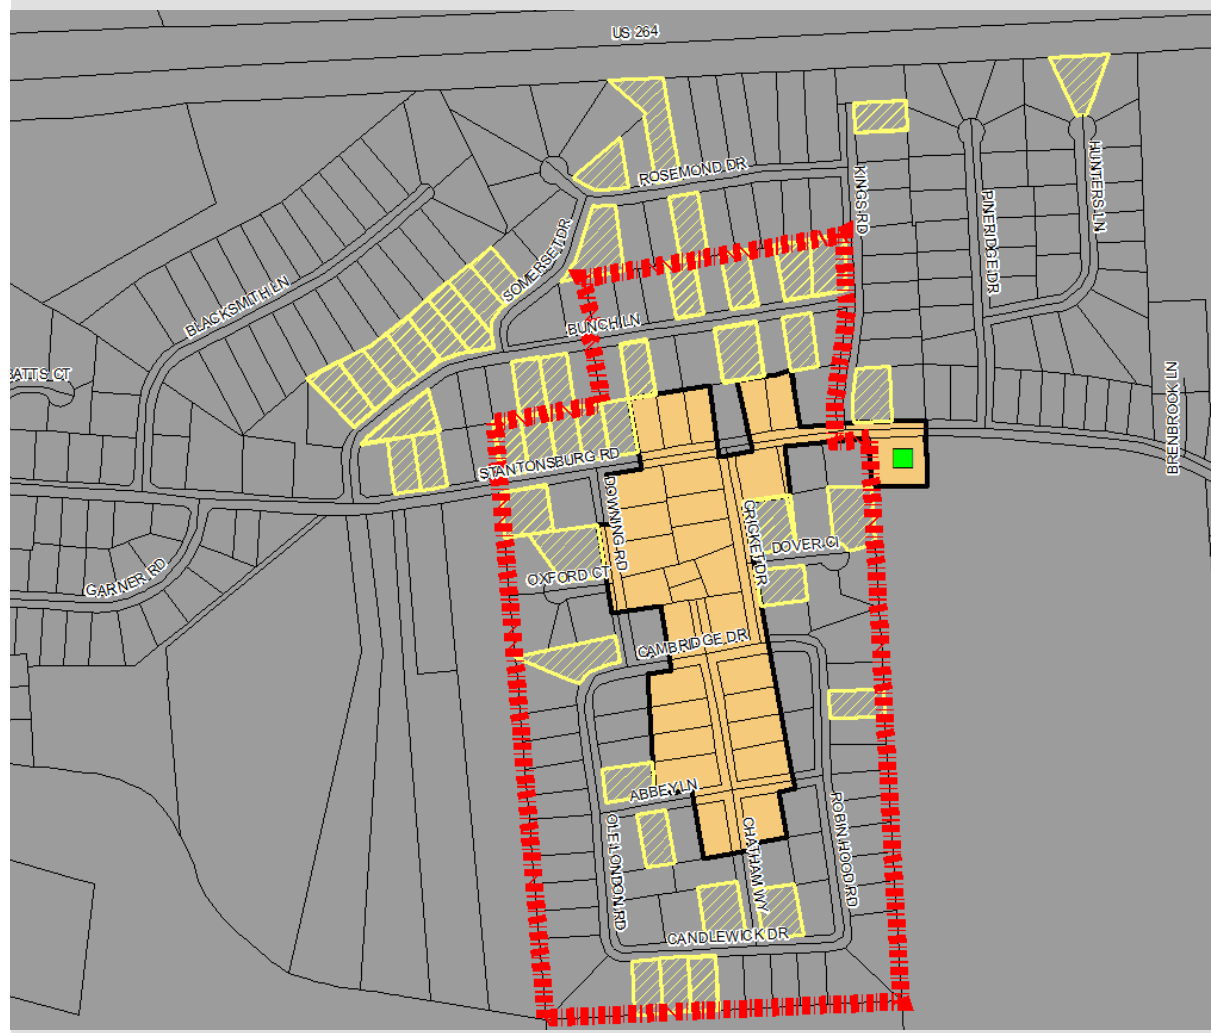 US 264
ROSEMOND DR
KINGS RD
HUNTERS LN
PINERIDGE DR
SOMERSET DR
BLACKSMITH LN
BUNCH LN
BATTS CT
BRENBROOK LN
STANTONSBURG RD
DOWNING RD
CRICKET DR
DOVER CI
OXFORD CT
GARNER RD
CAMBRIDGE DR
ABBEY LN
ROBIN HOOD RD
CHATHAM WY
OLE LONDON RD
CANDLEWICK DR